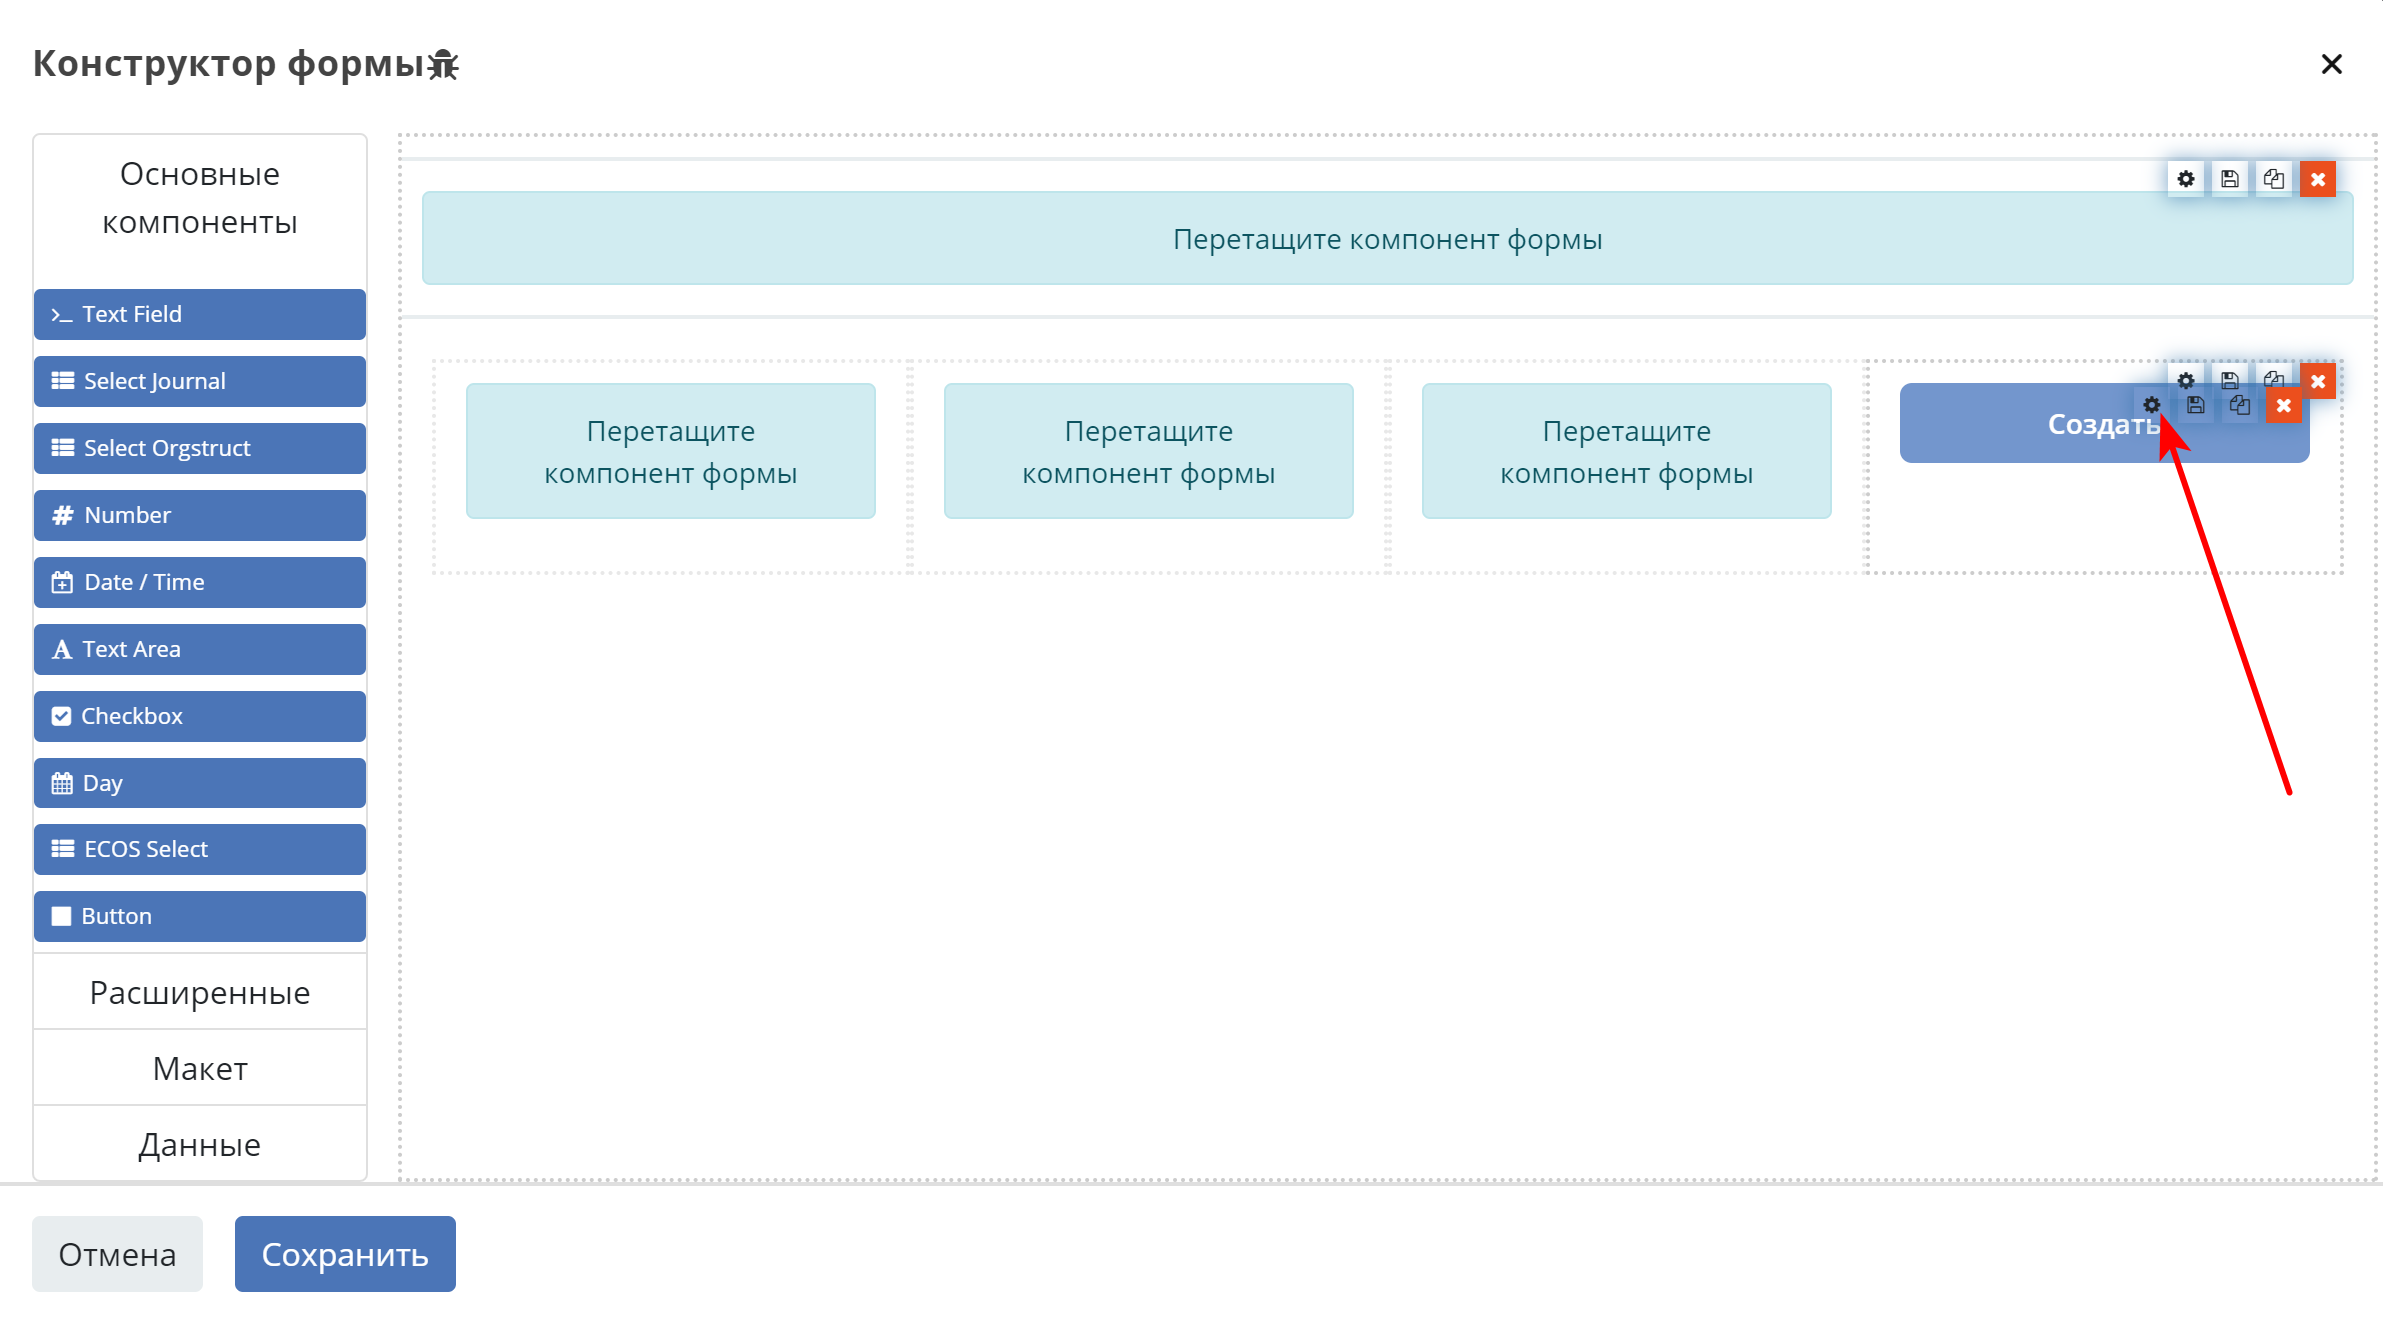 Конструктор формы
Основные
компоненты
Text Field
Select Journal
Select Orgstruct
Number
Date / Time
Text Area
Checkbox
Day
ECOS Select
Button
Расширенные
Макет
Данные
Перетащите компонент формы
Перетащите
компонент формы
Перетащите
компонент формы
Перетащите
компонент формы
Создать
Отмена
Сохранить